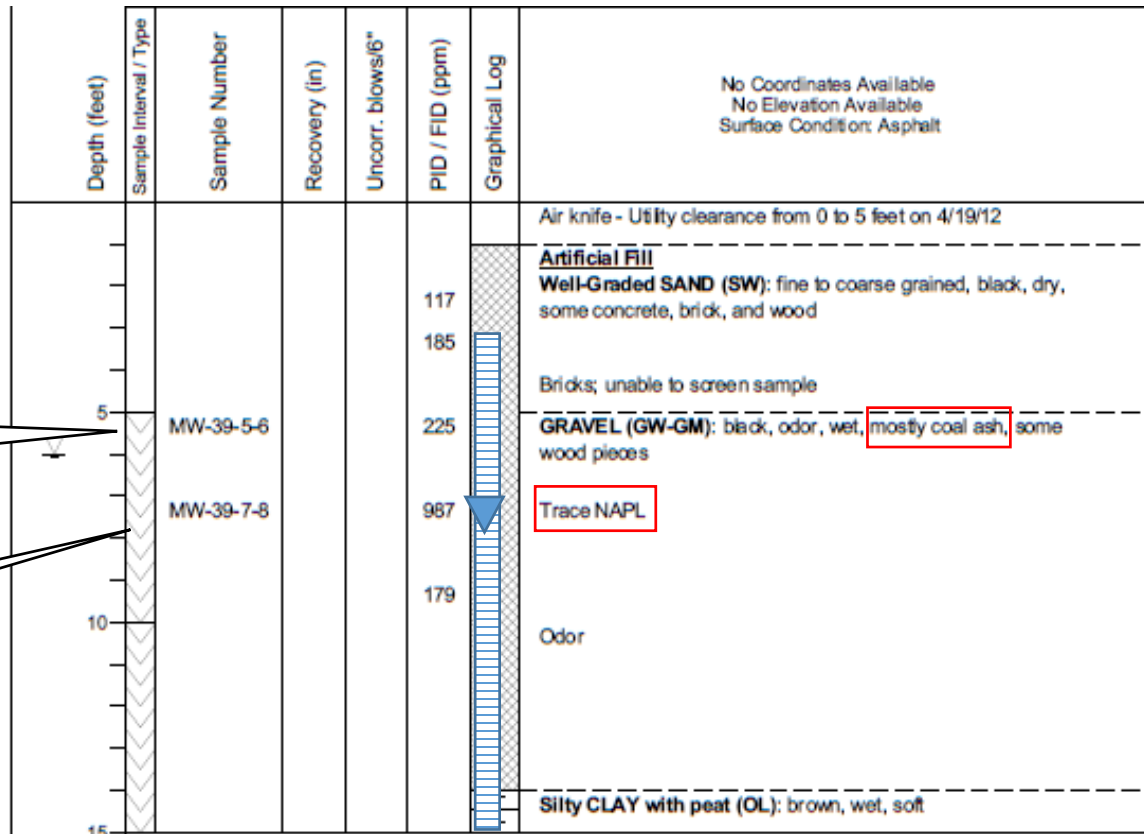 Depth (feet)
Sample Interval / Type
Sample Number
Recovery (in)
Uncorr. blows/6"
PID / FID (ppm)
Graphical Log
No Coordinates Available
No Elevation Available
Surface Condition: Asphalt
Air knife - Utility clearance from 0 to 5 feet on 4/19/12
Artificial Fill
Well-Graded SAND (SW): fine to coarse grained, black, dry,
117
some concrete, brick, and wood
185
Bricks; unable to screen sample
5
MW-39-5-6
225
GRAVEL (GW-GM): black, odor, wet, mostly coal ash, some
wood pieces
MW-39-7-8
987
Trace NAPL
179
10
Odor
Silty CLAY with peat (OL): brown, wet, soft
15